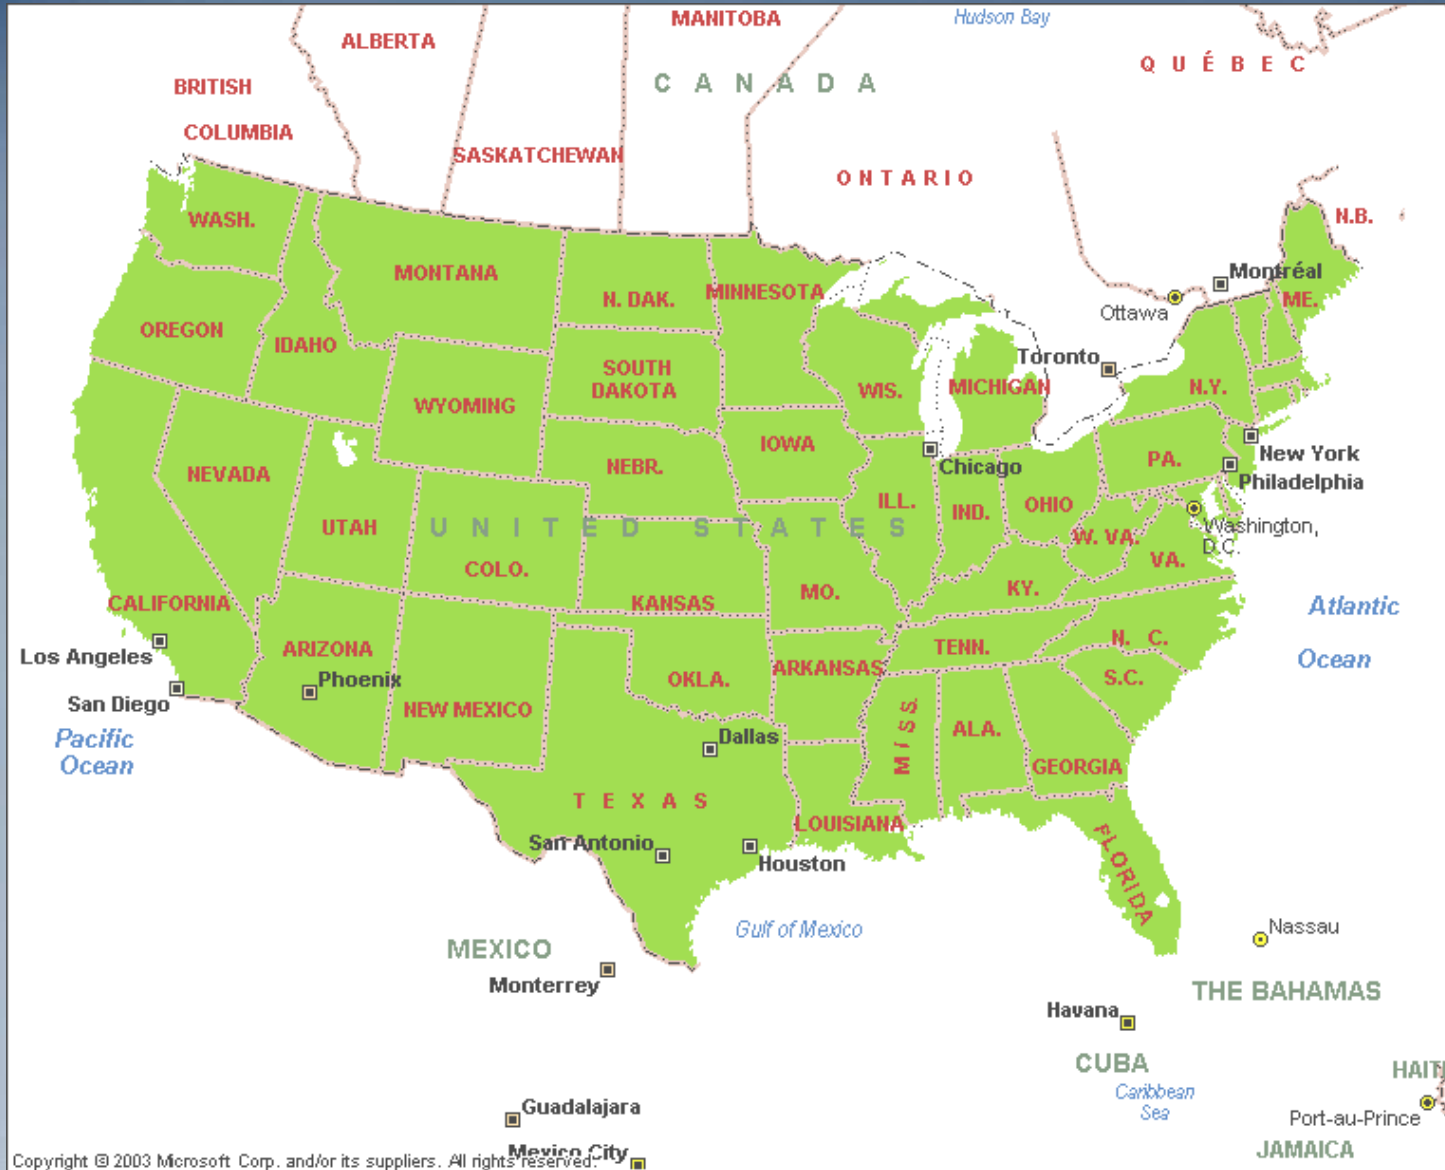 MANITOBA
Hudson Bay
ALBERTA
QUÉBEC
CANADA
BRITISH
COLUMBIA
SASKATCHEWAN
ONTARIO
N.B.
WASH.
MONTANA
N. DAK.
MINNESOTA
Montréal
ME.
Ottawa
OREGON
IDAHO
Toronto
SOUTH
DAKOTA
WIS.
MICHIGAN
N.Y.
WYOMING
IOWA
NEBR.
Chicago
New York
PA.
Philadelphia
NEVADA
UTAH
UNITED STATES
ILL.
IND.
OHIO
W. VA.
Washington,
D.C.
VA.
COLO.
MO.
KY.
CALIFORNIA
KANSAS
Atlantic
Ocean
Los Angeles
ARIZONA
Phoenix
OKLA.
ARKANSAS
TENN.
N. C.
S.C.
San Diego
NEW MEXICO
Pacific
Ocean
Dallas
MISS.
ALA.
GEORGIA
TEXAS
LOUISIANA
FLORIDA
San Antonio
Houston
Gulf of Mexico
MEXICO
Monterrey
Nassau
THE BAHAMAS
Havana
CUBA
Caribbean
Sea
HAITI
Port-au-Prince
Guadalajara
JAMAICA
Mexico City
Copyright © 2003 Microsoft Corp. and/or its suppliers. All rights reserved.